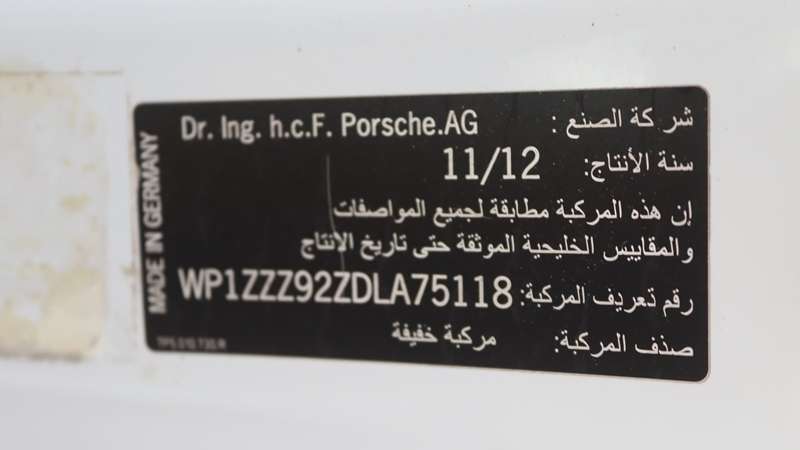 شركة الصنع : Dr. Ing. h.c.F. Porsche.AG
سنة الأنتاج: 11/12
إن هذه المركبة مطابقة لجميع المواصفات
والمقاييس الخليجية الموثقة حتى تاريخ الانتاج
رقم تعريف المركبة: WP1ZZZ92ZDLA75118
صنف المركبة: مركبة خفيفة
MADE IN GERMANY